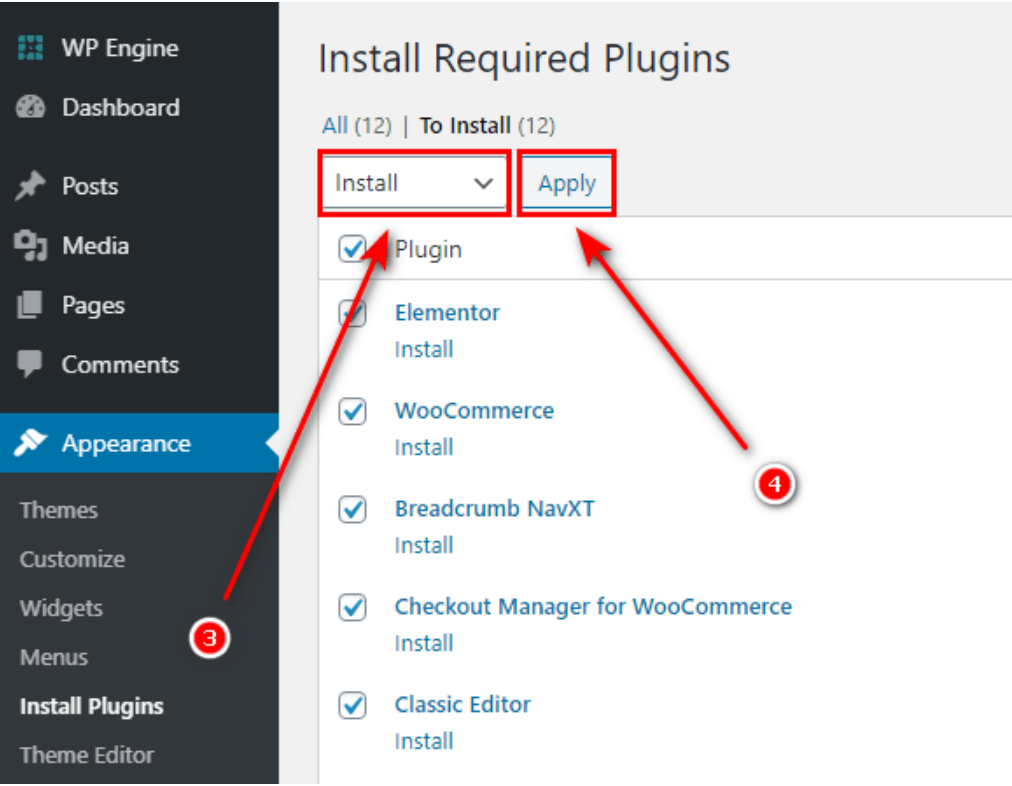 WP Engine
Dashboard
Posts
Media
Pages
Comments
Appearance
Themes
Customize
Widgets
Menus
Install Plugins
Theme Editor
Install Required Plugins
All (12) | To Install (12)
Install Apply
Plugin
Elementor
Install
WooCommerce
Install
Breadcrumb NavXT
Install
Checkout Manager for WooCommerce
Install
Classic Editor
Install
3
4